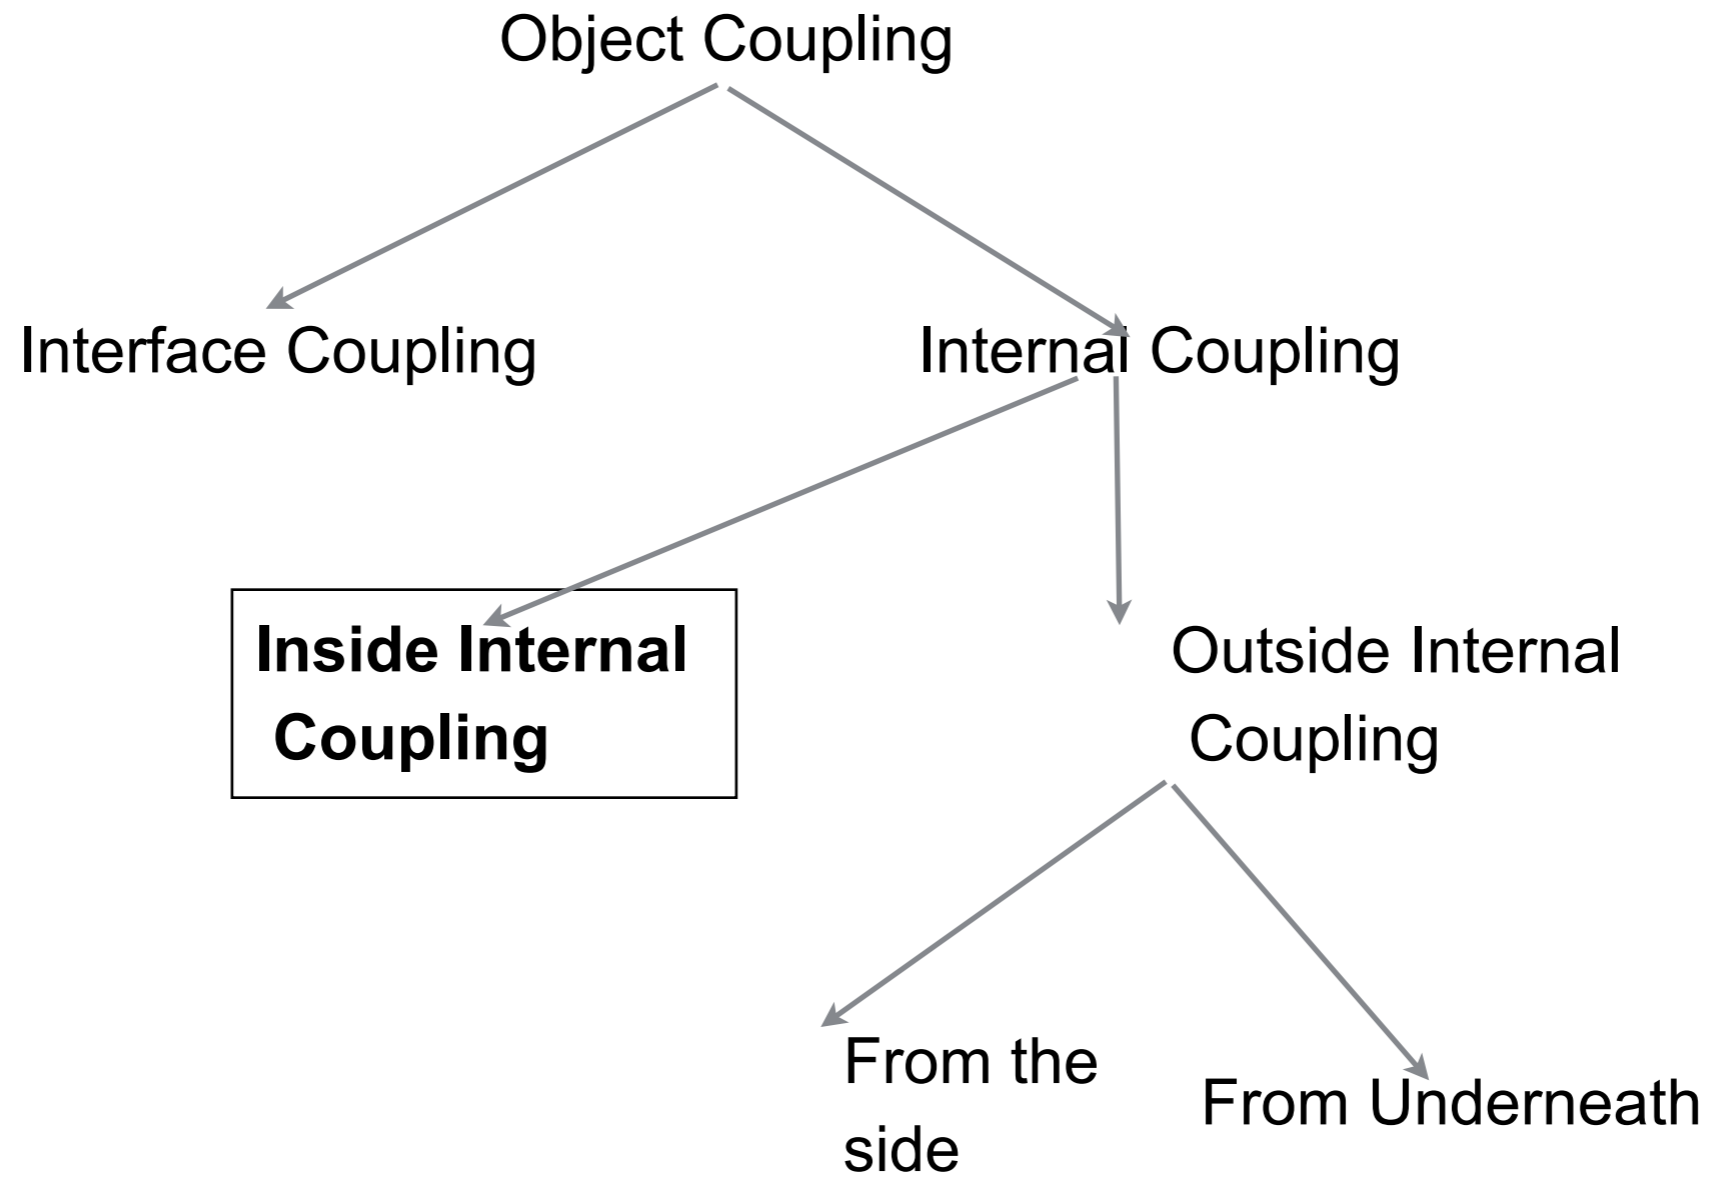 Object Coupling
Interface Coupling
Internal Coupling
Inside Internal
Coupling
Outside Internal
Coupling
From the
side
From Underneath